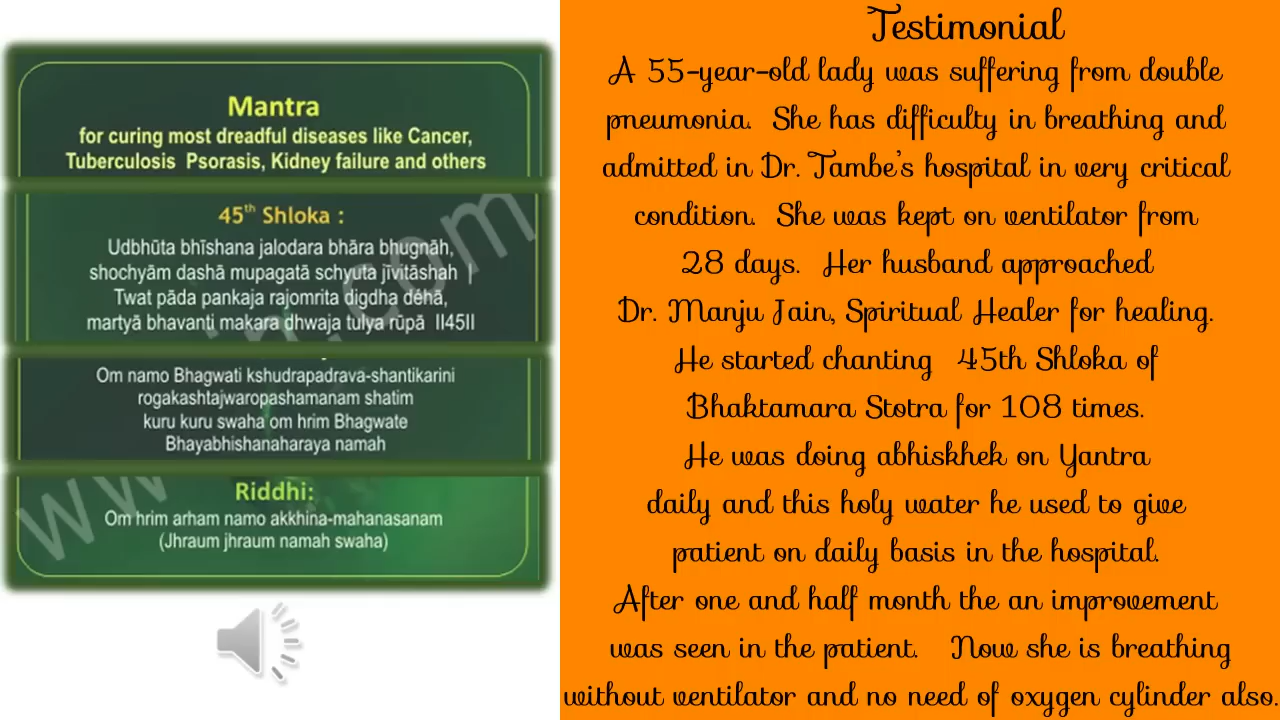 Mantra
for curing most dreadful diseases like Cancer,
Tuberculosis Psorasis, Kidney failure and others
45th Shloka :
Udbhūta bhīshana jalodara bhāra bhugnāh,
shochyām dashā mupagatā schyuta jīvitāshah |
Twat pāda pankaja rajomrita digdha dēhā,
martyā bhavanti makara dhwaja tulya rūpā II45II
Om namo Bhagwati kshudrapadrava-shantikarini
rogakashtajwaropashamanam shatim
kuru kuru swaha om hrim Bhagwate
Bhayabhishanaharaya namah
Riddhi:
Om hrim arham namo akkhina-mahanasanam
(Jhraum jhraum namah swaha)
Testimonial
A 55-year-old lady was suffering from double
pneumonia. She has difficulty in breathing and
admitted in Dr. Tambe's hospital in very critical
condition. She was kept on ventilator from
28 days. Her husband approached
Dr. Manju Jain, Spiritual Healer for healing.
He started chanting 45th Shloka of
Bhaktamara Stotra for 108 times.
He was doing abhiskhek on Yantra
daily and this holy water he used to give
patient on daily basis in the hospital.
After one and half month the an improvement
was seen in the patient. Now she is breathing
without ventilator and no need of oxygen cylinder also.